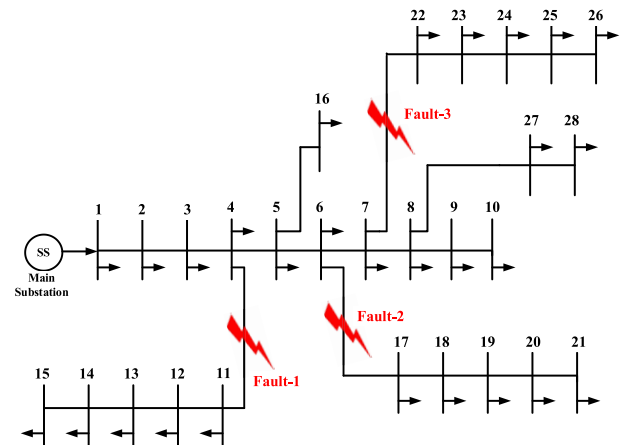 22 23 24 25 26
16
Fault-3
27 28
1 2 3 4 5 6 7 8 9 10
SS
Main
Substation
Fault-2
17 18 19 20 21
15 14 13 12 11
Fault-1